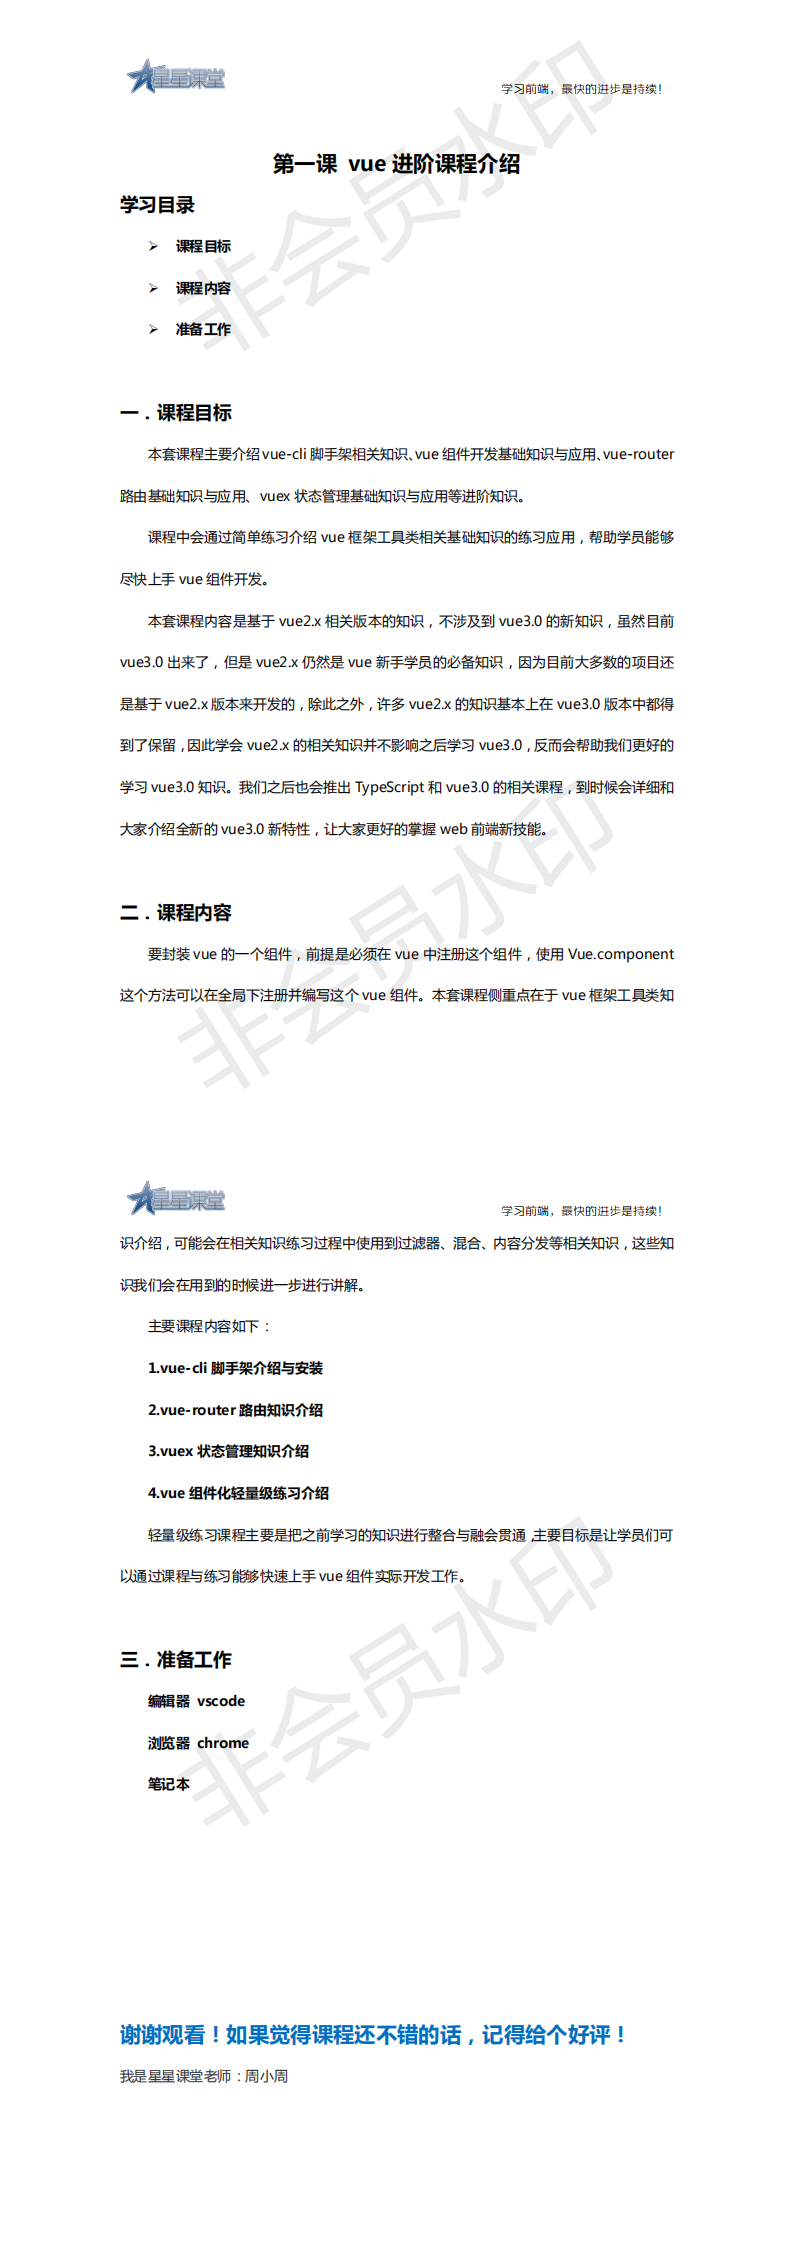 星星课堂
学习前端，最快的进步是持续！
第一课 vue 进阶课程介绍
学习目录
➢ 课程目标
➢ 课程内容
➢ 准备工作
一．课程目标
本套课程主要介绍 vue-cli 脚手架相关知识、vue 组件开发基础知识与应用、vue-router
路由基础知识与应用、vuex 状态管理基础知识与应用等进阶知识。
课程中会通过简单练习介绍 vue 框架工具类相关基础知识的练习应用，帮助学员能够
尽快上手 vue 组件开发。
本套课程内容是基于 vue2.x 相关版本的知识，不涉及到 vue3.0 的新知识，虽然目前
vue3.0 出来了，但是 vue2.x 仍然是 vue 新手学员的必备知识，因为目前大多数的项目还
是基于 vue2.x 版本来开发的，除此之外，许多 vue2.x 的知识基本上在 vue3.0 版本中都得
到了保留，因此学会 vue2.x 的相关知识并不影响之后学习 vue3.0，反而会帮助我们更好的
学习 vue3.0 知识。我们之后也会推出 TypeScript 和 vue3.0 的相关课程，到时候会详细和
大家介绍全新的 vue3.0 新特性，让大家更好的掌握 web 前端新技能。
二．课程内容
要封装 vue 的一个组件，前提是必须在 vue 中注册这个组件，使用 Vue.component
这个方法可以在全局下注册并编写这个 vue 组件。本套课程侧重点在于 vue 框架工具类知
非会员水印
非会员水印
星星课堂
学习前端，最快的进步是持续！
识介绍，可能会在相关知识练习过程中使用到过滤器、混合、内容分发等相关知识，这些知
识我们会在用到的时候进一步进行讲解。
主要课程内容如下：
1.vue-cli 脚手架介绍与安装
2.vue-router 路由知识介绍
3.vuex 状态管理知识介绍
4.vue 组件化轻量级练习介绍
轻量级练习课程主要是把之前学习的知识进行整合与融会贯通，主要目标是让学员们可
以通过课程与练习能够快速上手 vue 组件实际开发工作。
三．准备工作
编辑器 vscode
浏览器 chrome
笔记本
非会员水印
谢谢观看！如果觉得课程还不错的话，记得给个好评！
我是星星课堂老师：周小周